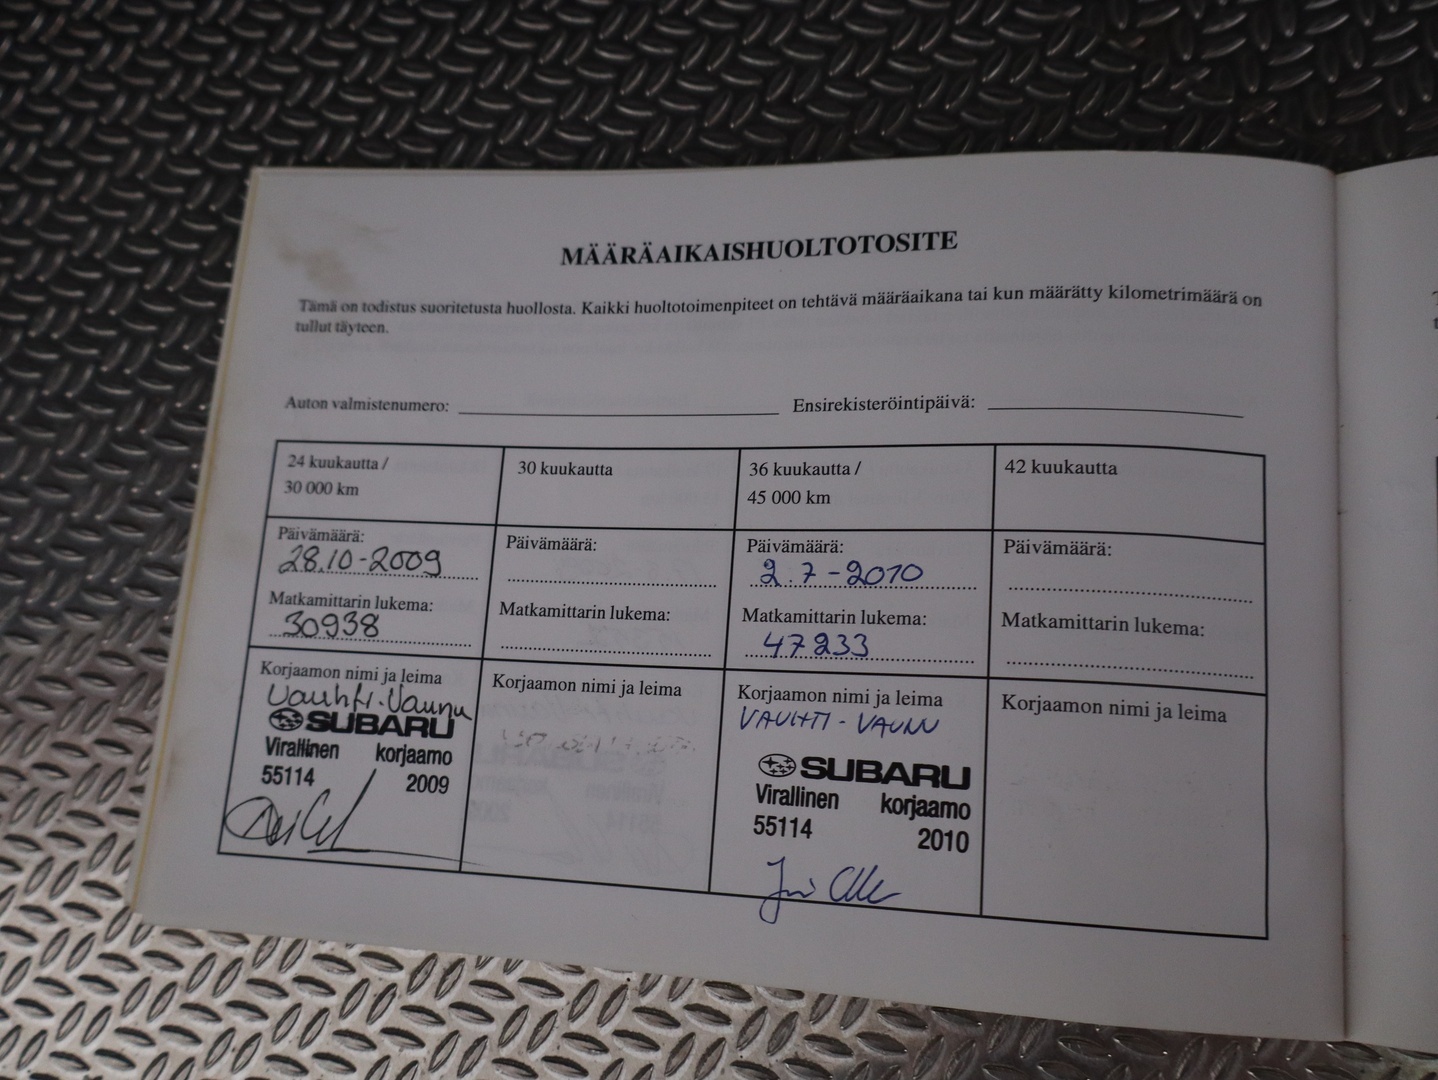 MÄÄRÄAIKAISHUOLTOTOSITE
Tämä on todistus suoritetusta huollosta. Kaikki huoltotoimenpiteet on tehtävä määräaikana tai kun määrätty kilometrimäärä on
tullut täyteen.
Auton valmistenumero:
Ensirekisteröintipäivä:
24 kuukautta /
30 000 km
30 kuukautta
36 kuukautta /
45 000 km
42 kuukautta
Päivämäärä:
28.10-2009
Päivämäärä:
Päivämäärä:
2.7-2010
Päivämäärä:
Matkamittarin lukema:
30938
Matkamittarin lukema:
Matkamittarin lukema:
47233
Matkamittarin lukema:
Korjaamon nimi ja leima
Vauhti-Vaunu
SUBARU
Virallinen korjaamo
55114 2009
Korjaamon nimi ja leima
Korjaamon nimi ja leima
VAUHTI-VAUNU
SUBARU
Virallinen korjaamo
55114 2010
Korjaamon nimi ja leima